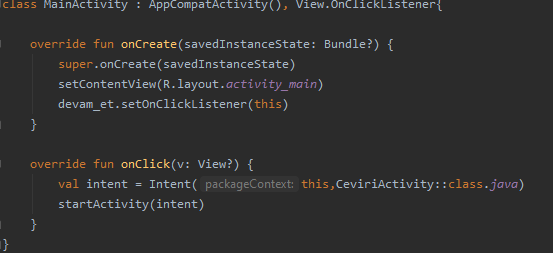 class MainActivity : AppCompatActivity(), View.OnClickListener{
override fun onCreate(savedInstanceState: Bundle?) {
super.onCreate(savedInstanceState)
setContentView(R.layout.activity_main)
devam_et.setOnClickListener(this)
}
override fun onClick(v: View?) {
val intent = Intent( packageContext: this,CeviriActivity::class.java)
startActivity(intent)
}
}